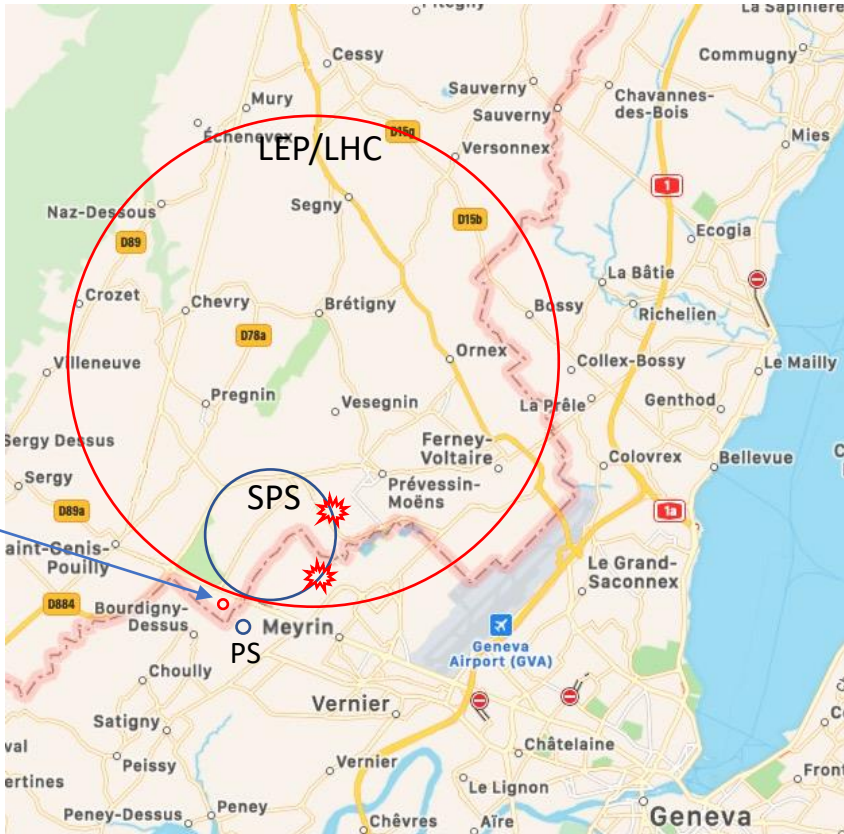 La Sapinière
Cessy
Commugny
Sauverny
Chavannes-
des-Bois
Mury
Sauverny
Échenevex
D15g
LEP/LHC
Versonnex
Mies
1
Naz-Dessous
Segny
D15b
D89
Ecogia
La Bâtie
Crozet
Chevry
Brétigny
Bossy
Richelien
D78a
Villeneuve
Ornex
Collex-Bossy
Le Mailly
Pregnin
Vesegnin
La Prêle
Genthod
Sergy Dessus
Ferney-
Voltaire
Colovrex
Bellevue
Sergy
SPS
Prévessin-
Moëns
D89a
1a
aint-Genis-
Pouilly
Le Grand-
Saconnex
D884
Bourdigny-
Dessus
Meyrin
PS
Geneva
Airport (GVA)
Choully
Vernier
Satigny
Châtelaine
Peissy
Vernier
Front
ertines
Le Lignon
Peney-Dessus
Peney
Chêvres
Aïre
Geneva